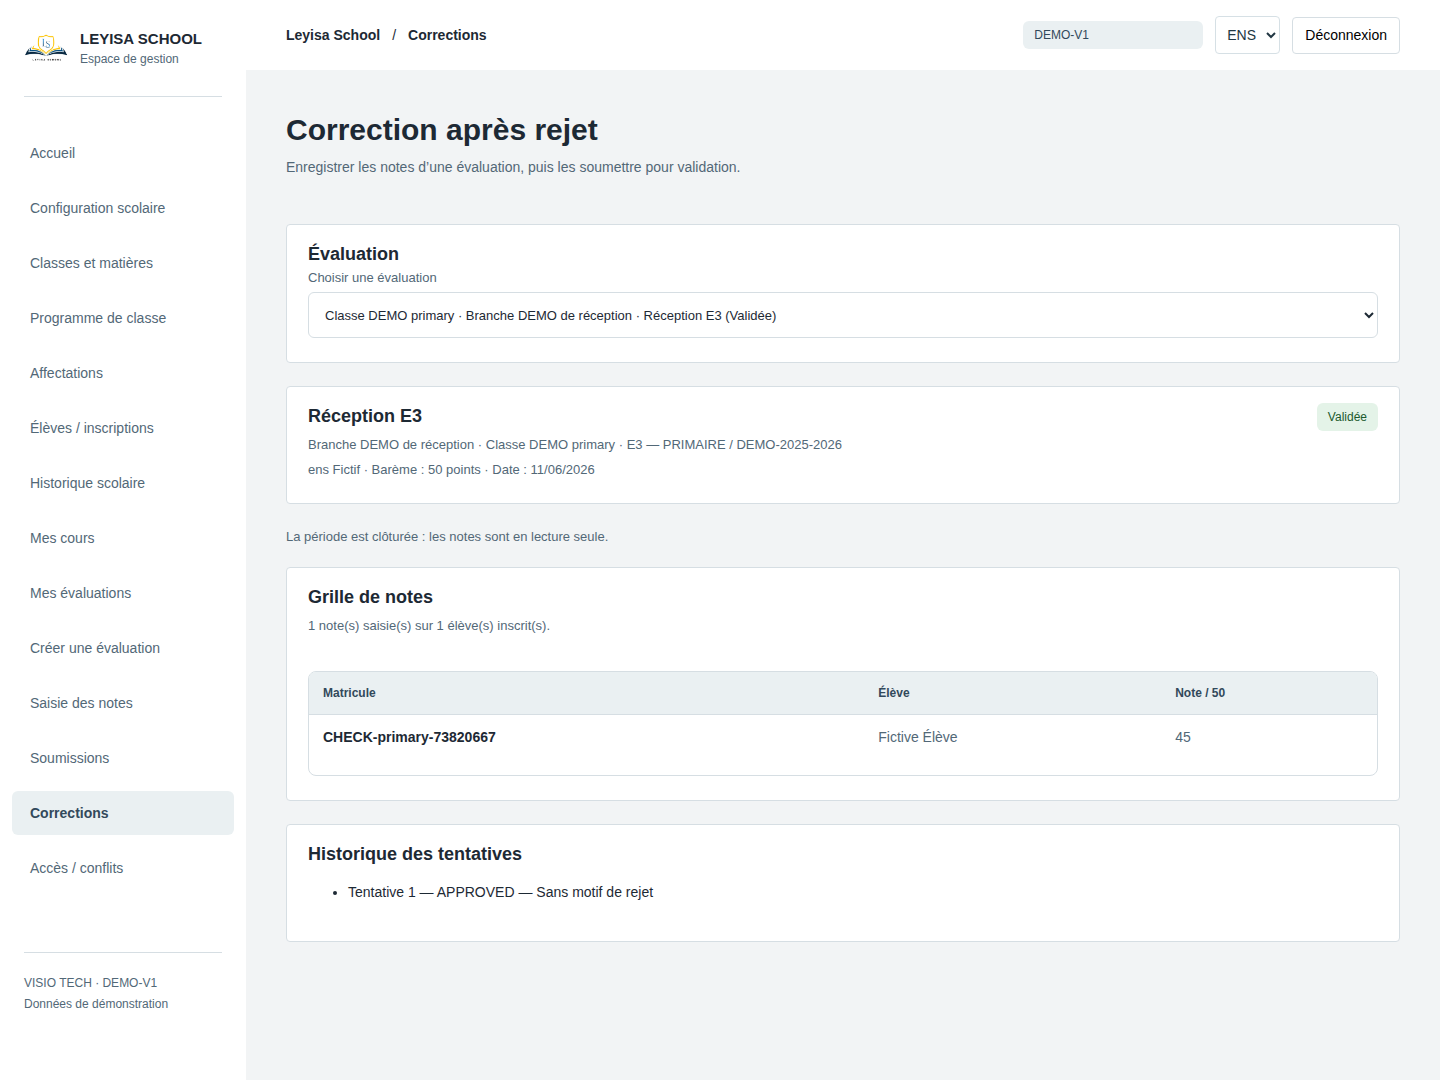 LEYISA SCHOOL
Espace de gestion
Leyisa School / Corrections
DEMO-V1
ENS
Déconnexion
Accueil
Configuration scolaire
Classes et matières
Programme de classe
Affectations
Élèves / inscriptions
Historique scolaire
Mes cours
Mes évaluations
Créer une évaluation
Saisie des notes
Soumissions
Corrections
Accès / conflits
VISIO TECH · DEMO-V1
Données de démonstration
Correction après rejet
Enregistrer les notes d’une évaluation, puis les soumettre pour validation.
Évaluation
Choisir une évaluation
Classe DEMO primary · Branche DEMO de réception · Réception E3 (Validée)
Réception E3
Validée
Branche DEMO de réception · Classe DEMO primary · E3 — PRIMAIRE / DEMO-2025-2026
ens Fictif · Barème : 50 points · Date : 11/06/2026
La période est clôturée : les notes sont en lecture seule.
Grille de notes
1 note(s) saisie(s) sur 1 élève(s) inscrit(s).
Matricule Élève Note / 50
CHECK-primary-73820667 Fictive Élève 45
Historique des tentatives
Tentative 1 — APPROVED — Sans motif de rejet